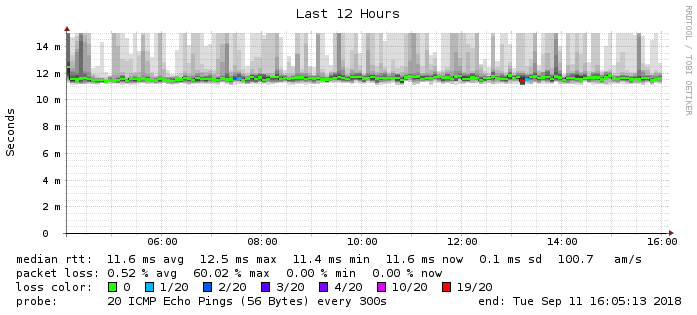 Last 12 Hours
RRDTOOL / TOBI OETIKER
Seconds
14 m
12 m
10 m
8 m
6 m
4 m
2 m
0
06:00 08:00 10:00 12:00 14:00 16:00
median rtt: 11.6 ms avg 12.5 ms max 11.4 ms min 11.6 ms now 0.1 ms sd 100.7 am/s
packet loss: 0.52 % avg 60.02 % max 0.00 % min 0.00 % now
loss color: 0 1/20 2/20 3/20 4/20 10/20 19/20
probe: 20 ICMP Echo Pings (56 Bytes) every 300s end: Tue Sep 11 16:05:13 2018